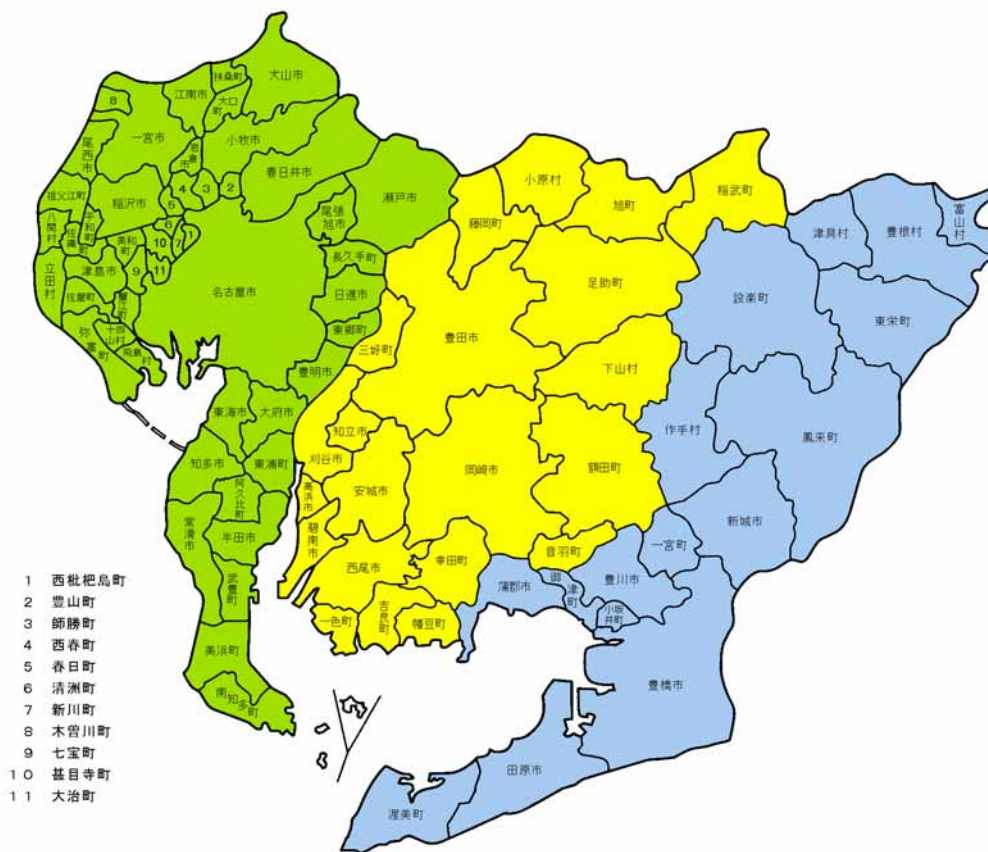 犬山市
扶桑町
江南市
大口町
8
一宮市
小牧市
岩倉市
尾西市
春日井市
4
3
2
5
瀬戸市
祖父江町
稲沢市
平和町
八開村
佐織町
美和町
6
1
7
10
11
9
尾張旭市
長久手町
立田村
津島市
名古屋市
日進市
佐屋町
蟹江町
東郷町
十四山村
弥富町
飛島村
豊明市
東海市
大府市
知多市
東浦町
阿久比町
常滑市
半田市
武豊町
美浜町
南知多町
小原村
旭町
稲武町
藤岡町
足助町
豊田市
三好町
下山村
知立市
刈谷市
高浜市
安城市
岡崎市
額田町
碧南市
西尾市
幸田町
音羽町
一色町
吉良町
幡豆町
富山村
津具村
豊根村
設楽町
東栄町
作手村
鳳来町
新城市
一宮町
蒲郡市
御津町
豊川市
小坂井町
豊橋市
田原市
渥美町
1 西枇杷島町
2 豊山町
3 師勝町
4 西春町
5 春日町
6 清洲町
7 新川町
8 木曽川町
9 七宝町
10 甚目寺町
11 大治町